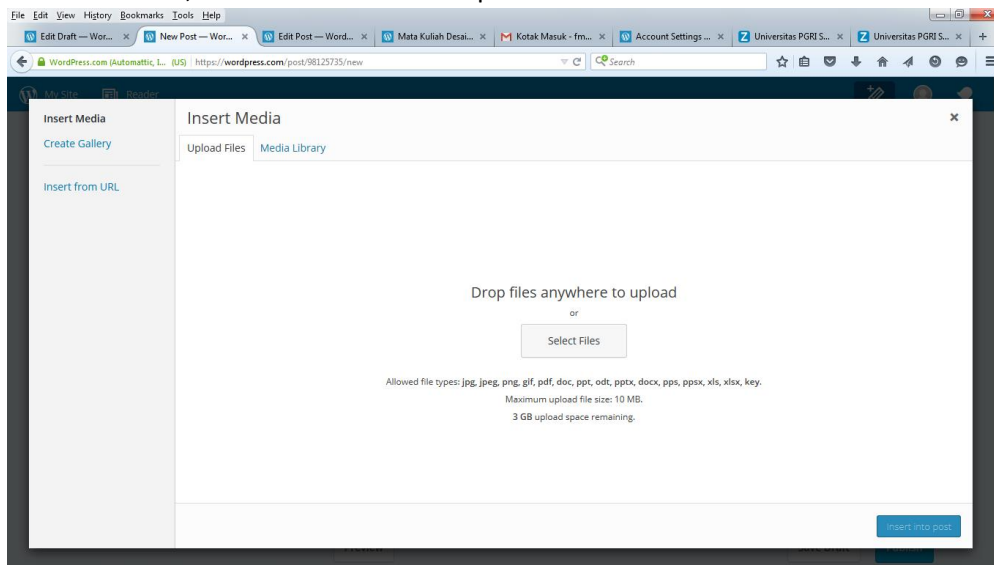 File Edit View History Bookmarks Tools Help
Edit Draft — Wor... × New Post — Wor... × Edit Post — Word... × Mata Kuliah Desai... × Kotak Masuk - fm... × Account Settings ... × Universitas PGRI S... × Universitas PGRI S... × +
WordPress.com (Automattic, I... (US) https://wordpress.com/post/98125735/new Search
My Site Reader
Insert Media
Create Gallery
Insert from URL
Insert Media ×
Upload Files Media Library
Drop files anywhere to upload
or
Select Files
Allowed file types: jpg, jpeg, png, gif, pdf, doc, ppt, odt, pptx, docx, pps, ppsx, xls, xlsx, key.
Maximum upload file size: 10 MB.
3 GB upload space remaining.
Insert into post